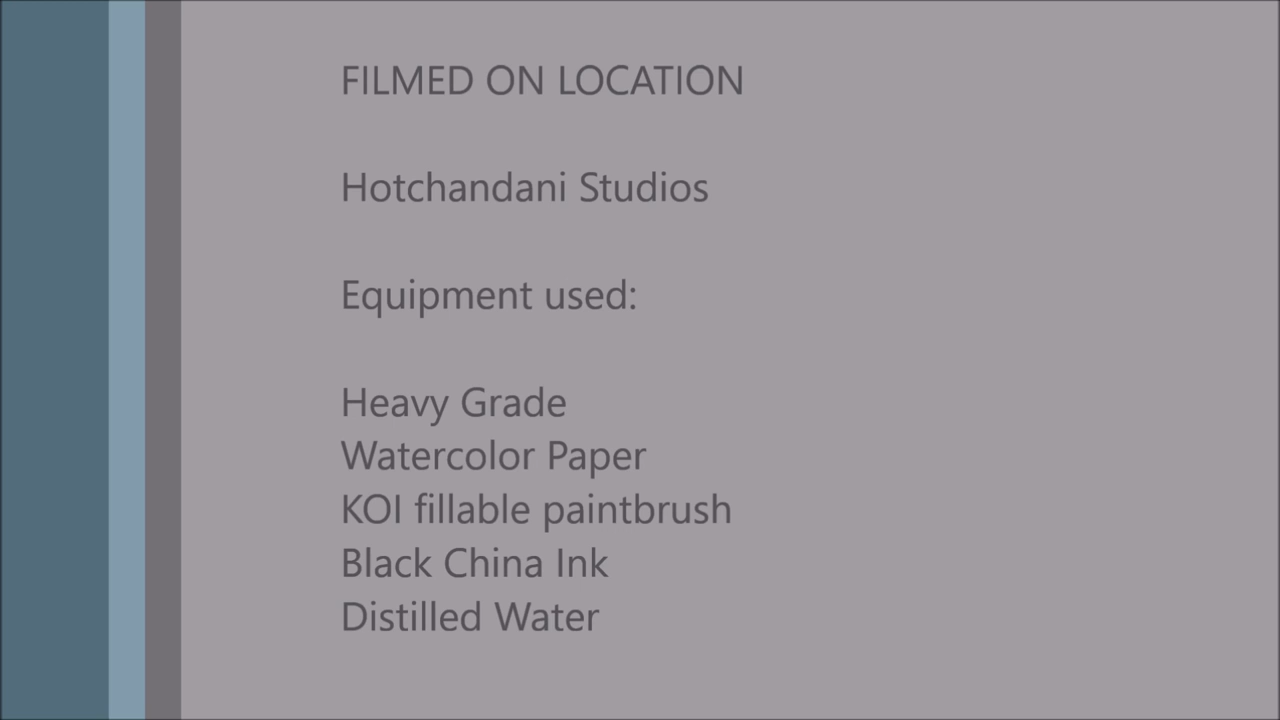 FILMED ON LOCATION
Hotchandani Studios
Equipment used:
Heavy Grade
Watercolor Paper
KOI fillable paintbrush
Black China Ink
Distilled Water